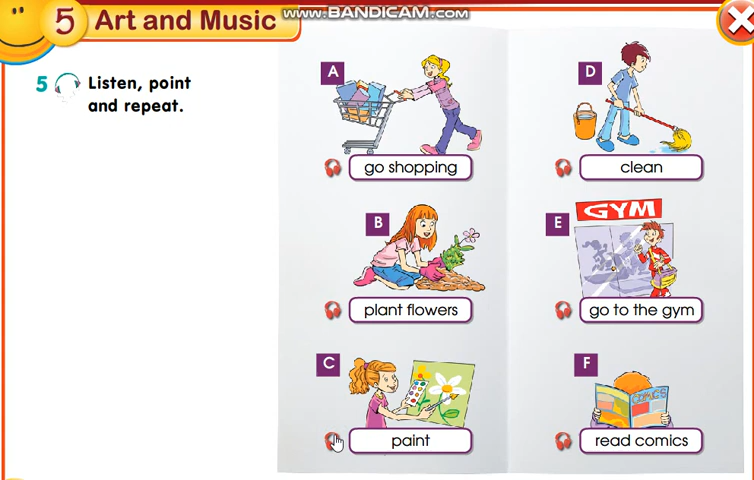 www.BANDICAM.com
5 Art and Music
5 Listen, point
and repeat.
A
go shopping
B
plant flowers
C
paint
D
clean
GYM
E
go to the gym
F
COMICS
read comics